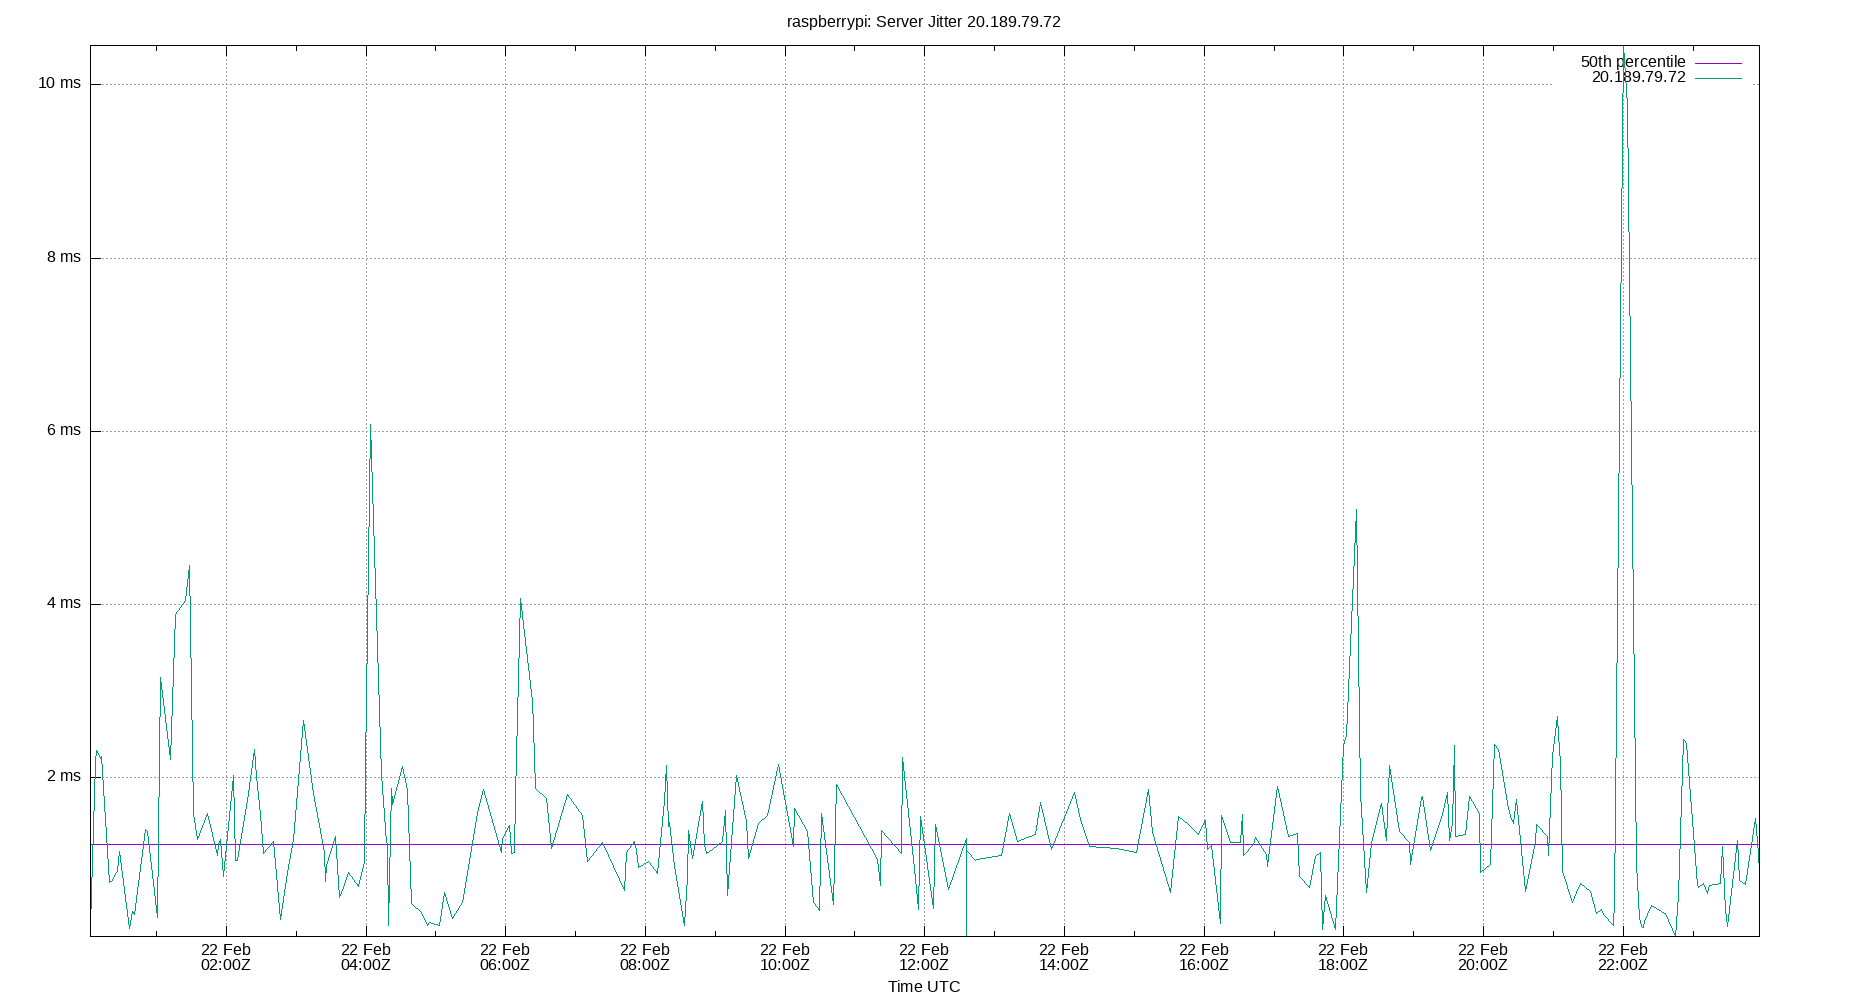 raspberrypi: Server Jitter 20.189.79.72
50th percentile
20.189.79.72
10 ms
8 ms
6 ms
4 ms
2 ms
22 Feb 22 Feb 22 Feb 22 Feb 22 Feb 22 Feb 22 Feb 22 Feb 22 Feb 22 Feb 22 Feb
02:00Z 04:00Z 06:00Z 08:00Z 10:00Z 12:00Z 14:00Z 16:00Z 18:00Z 20:00Z 22:00Z
Time UTC